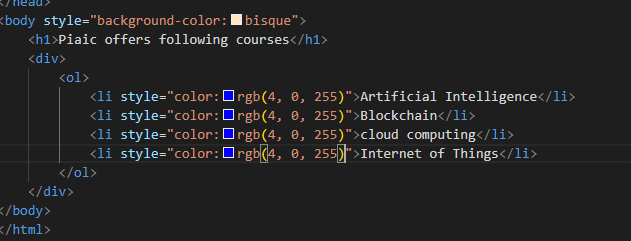 </head>
<body style="background-color:bisque">
<h1>Piaic offers following courses</h1>
<div>
<ol>
<li style="color:rgb(4, 0, 255)">Artificial Intelligence</li>
<li style="color:rgb(4, 0, 255)">Blockchain</li>
<li style="color:rgb(4, 0, 255)">cloud computing</li>
<li style="color:rgb(4, 0, 255)">Internet of Things</li>
</ol>
</div>
</body>
</html>